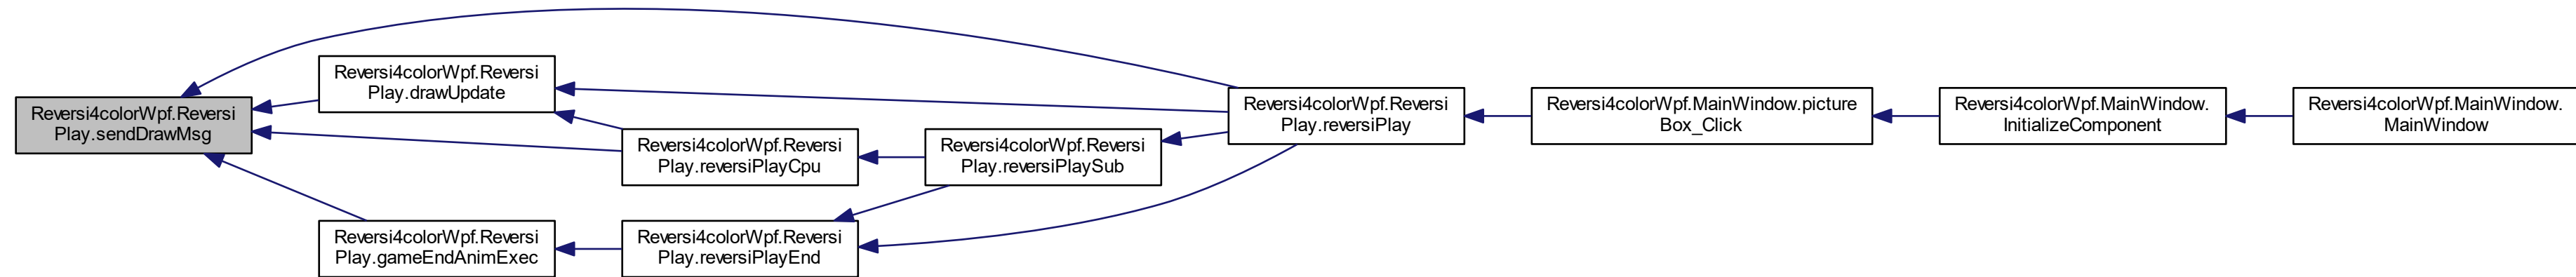 Reversi4colorWpf.Reversi
Play.sendDrawMsg
Reversi4colorWpf.Reversi
Play.drawUpdate
Reversi4colorWpf.Reversi
Play.gameEndAnimExec
Reversi4colorWpf.Reversi
Play.reversiPlayCpu
Reversi4colorWpf.Reversi
Play.reversiPlayEnd
Reversi4colorWpf.Reversi
Play.reversiPlaySub
Reversi4colorWpf.Reversi
Play.reversiPlay
Reversi4colorWpf.MainWindow.picture
Box_Click
Reversi4colorWpf.MainWindow.
InitializeComponent
Reversi4colorWpf.MainWindow.
MainWindow